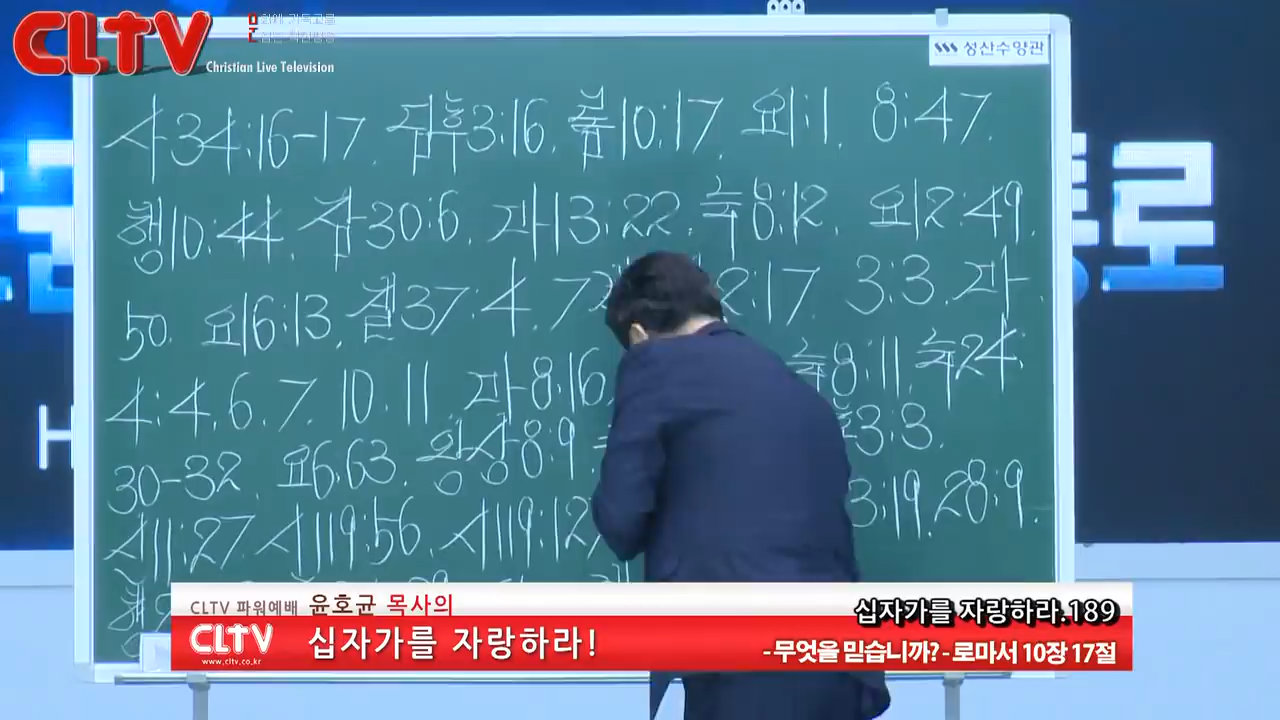 CLTV
Christian Live Television
성산수양관
사34:16-17. 딤후3:16. 롬10:17. 요1:1. 8:47.
행10:44. 잠30:6. 마13:22. 눅8:12. 요12:49.
50. 요16:13. 겔37:4. 7 2:17. 3:3. 마
4:4. 6. 7. 10. 11. 마8:16 눅8:11. 눅24:
30-32. 요6:63. 왕상8:9. 3:3.
시11:27. 시119:56. 시119:12 3:19. 28:9.
CLTV 파워예배 윤호균 목사의
십자가를 자랑하라.189
CLTV
www.cltv.co.kr
십자가를 자랑하라!
- 무엇을 믿습니까? - 로마서 10장 17절